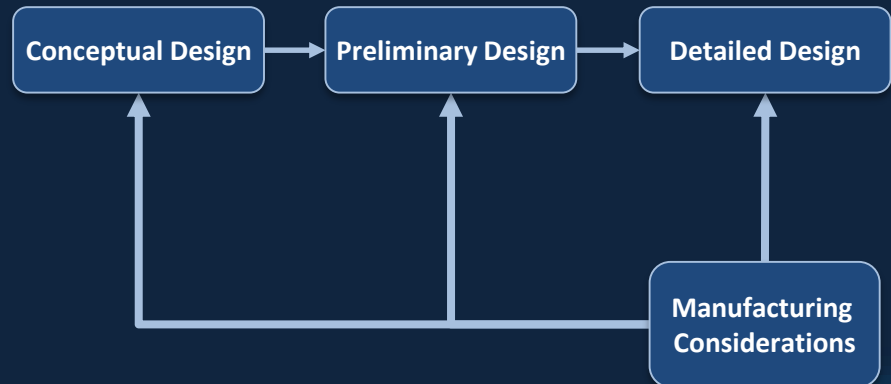 Conceptual Design
Preliminary Design
Detailed Design
Manufacturing
Considerations